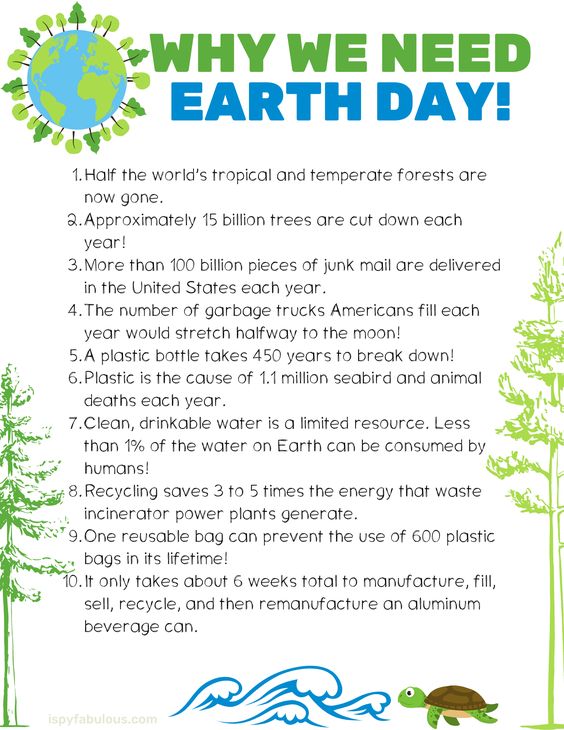 WHY WE NEED
EARTH DAY!
1. Half the world's tropical and temperate forests are
now gone.
2. Approximately 15 billion trees are cut down each
year!
3. More than 100 billion pieces of junk mail are delivered
in the United States each year.
4. The number of garbage trucks Americans fill each
year would stretch halfway to the moon!
5. A plastic bottle takes 450 years to break down!
6. Plastic is the cause of 1.1 million seabird and animal
deaths each year.
7. Clean, drinkable water is a limited resource. Less
than 1% of the water on Earth can be consumed by
humans!
8. Recycling saves 3 to 5 times the energy that waste
incinerator power plants generate.
9. One reusable bag can prevent the use of 600 plastic
bags in its lifetime!
10. It only takes about 6 weeks total to manufacture, fill,
sell, recycle, and then remanufacture an aluminum
beverage can.
ispyfabulous.com